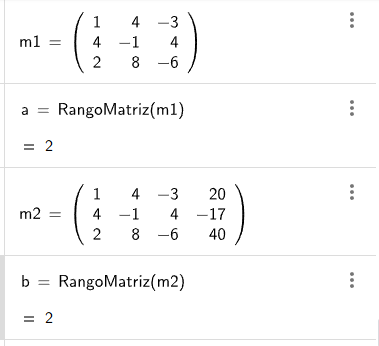 1 4 −3
m1 = 4 −1 4
2 8 −6
a = RangoMatriz(m1)
= 2
1 4 −3 20
m2 = 4 −1 4 −17
2 8 −6 40
b = RangoMatriz(m2)
= 2